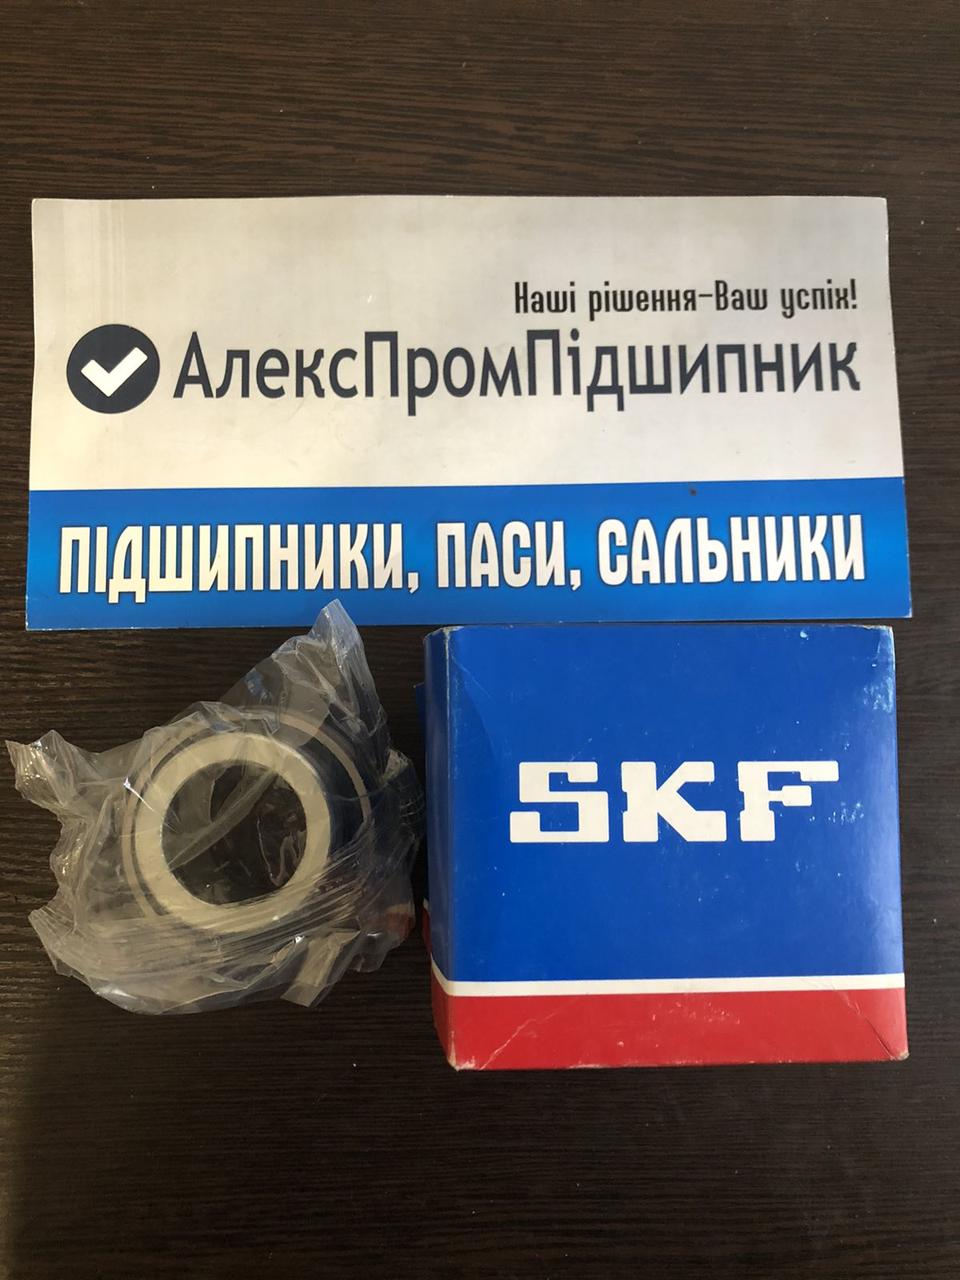 Наші рішення-Ваш успіх!
АлексПромПідшипник
ПІДШИПНИКИ, ПАСИ, САЛЬНИКИ
SKF